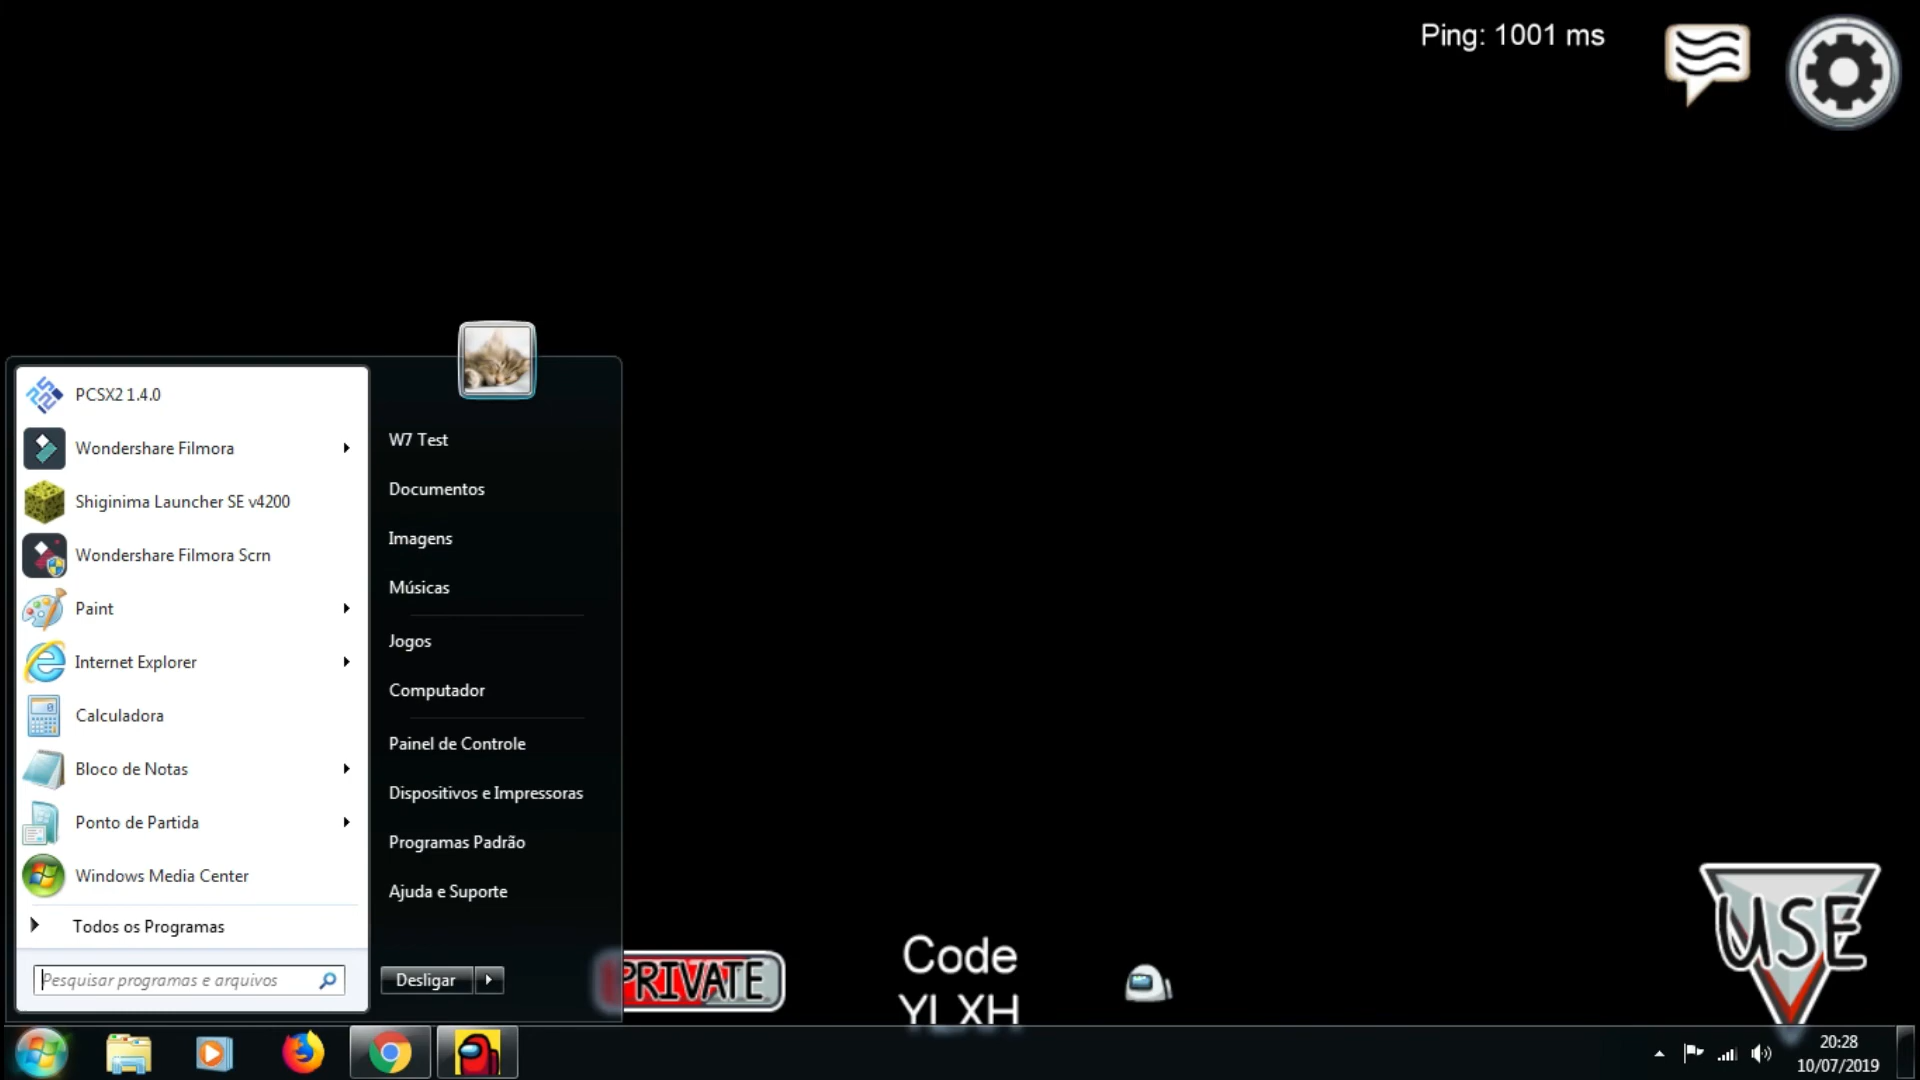 Ping: 1001 ms
PCSX2 1.4.0
Wondershare Filmora
Shiginima Launcher SE v4200
Wondershare Filmora Scrn
Paint
Internet Explorer
Calculadora
Bloco de Notas
Ponto de Partida
Windows Media Center
Todos os Programas
Pesquisar programas e arquivos
W7 Test
Documentos
Imagens
Músicas
Jogos
Computador
Painel de Controle
Dispositivos e Impressoras
Programas Padrão
Ajuda e Suporte
Desligar
PRIVATE
Code
YLXH
USE
20:28
10/07/2019